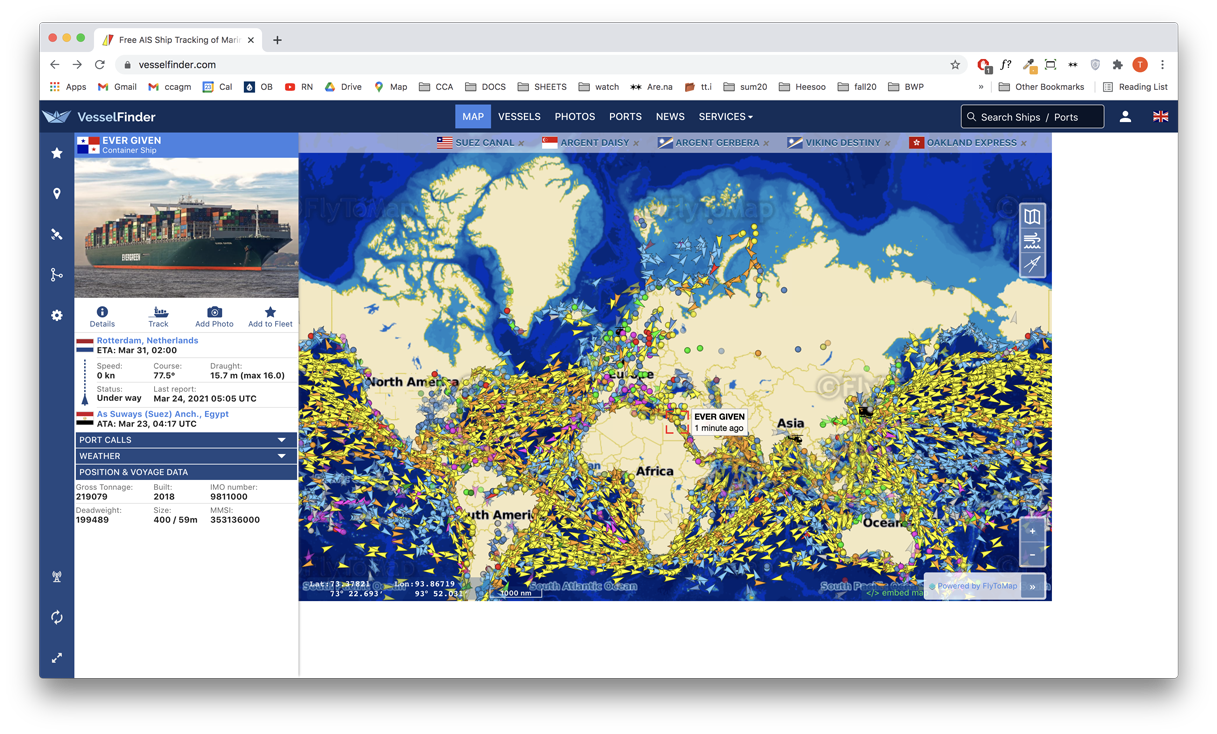 Free AIS Ship Tracking of Marin
vesselfinder.com
f?
T
Apps Gmail ccagm Cal OB RN Drive Map CCA DOCS SHEETS watch Are.na tt.i sum20 Heesoo fall20 BWP » Other Bookmarks Reading List
VesselFinder
MAP VESSELS PHOTOS PORTS NEWS SERVICES
Search Ships / Ports
EVER GIVEN
Container Ship
SUEZ CANAL × ARGENT DAISY × ARGENT GERBERA × VIKING DESTINY × OAKLAND EXPRESS ×
EVERGREEN
Details Track Add Photo Add to Fleet
Rotterdam, Netherlands
ETA: Mar 31, 02:00
Speed: Course: Draught:
0 kn 77.5° 15.7 m (max 16.0)
Status: Last report:
Under way Mar 24, 2021 05:05 UTC
As Suways (Suez) Anch., Egypt
ATA: Mar 23, 04:17 UTC
PORT CALLS
WEATHER
POSITION & VOYAGE DATA
Gross Tonnage: Built: IMO number:
219079 2018 9811000
Deadweight: Size: MMSI:
199489 400 / 59m 353136000
FlyToMap
North America
Europe
EVER GIVEN
1 minute ago
Asia
Africa
uth Ameri
Ocean
Lat:73.37821 Lon:93.86719
73° 22.693' 93° 52.031'
1000 nm
South Atlantic Ocean
</> embed map
Powered by FlyToMap »
+
−